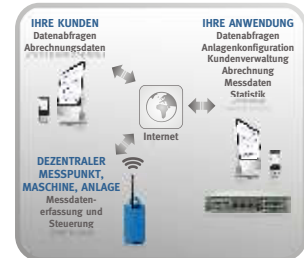 IHRE KUNDEN
Datenabfragen
Abrechnungsdaten
IHRE ANWENDUNG
Datenabfragen
Anlagenkonfiguration
Kundenverwaltung
Abrechnung
Messdaten
Statistik
Internet
DEZENTRALER
MESSPUNKT,
MASCHINE, ANLAGE
Messdaten-
erfassung und
Steuerung